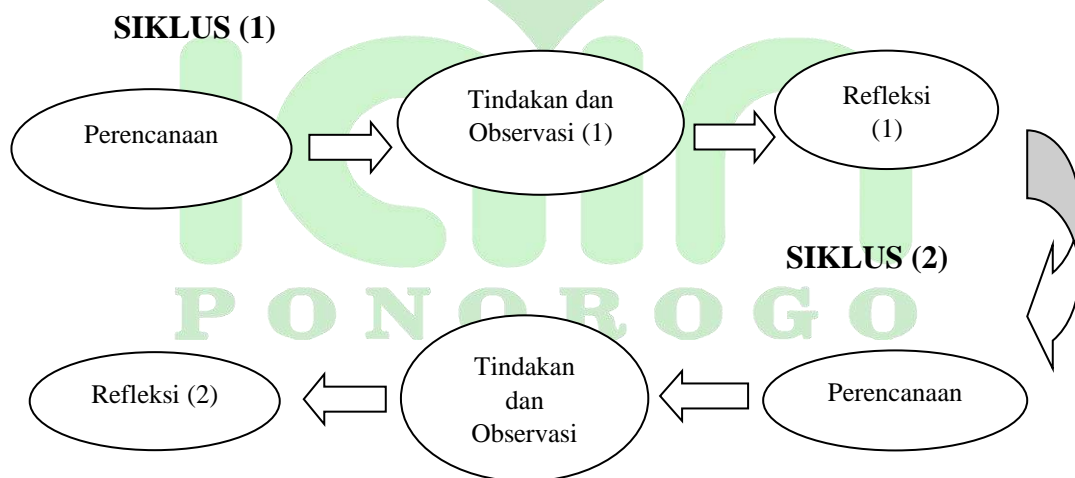 SIKLUS (1)
Perencanaan
Tindakan dan
Observasi (1)
Refleksi
(1)
SIKLUS (2)
PONOROGO
Perencanaan
Tindakan
dan
Observasi
Refleksi (2)